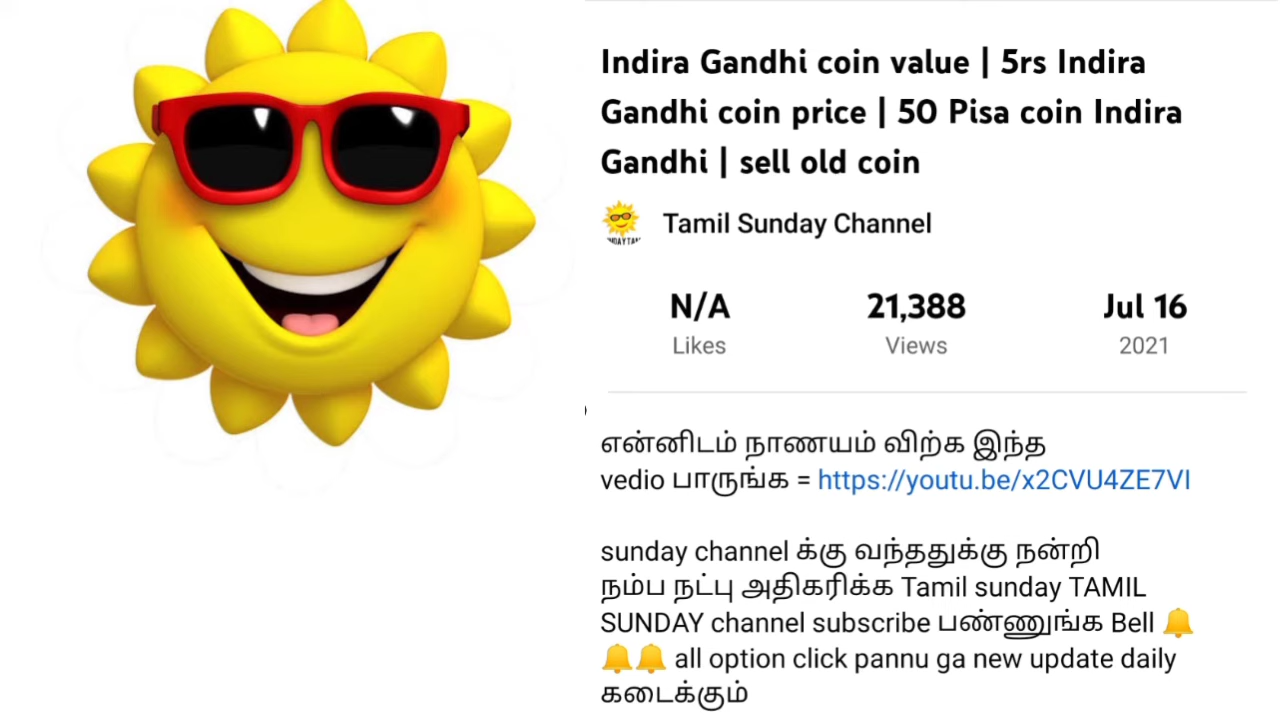 Indira Gandhi coin value | 5rs Indira
Gandhi coin price | 50 Pisa coin Indira
Gandhi | sell old coin
Tamil Sunday Channel
N/A 21,388 Jul 16
Likes Views 2021
என்னிடம் நாணயம் விற்க இந்த
vedio பாருங்க = https://youtu.be/x2CVU4ZE7VI
sunday channel க்கு வந்ததுக்கு நன்றி
நம்ப நட்பு அதிகரிக்க Tamil sunday TAMIL
SUNDAY channel subscribe பண்ணுங்க Bell 🔔
🔔🔔 all option click pannu ga new update daily
கடைக்கும்